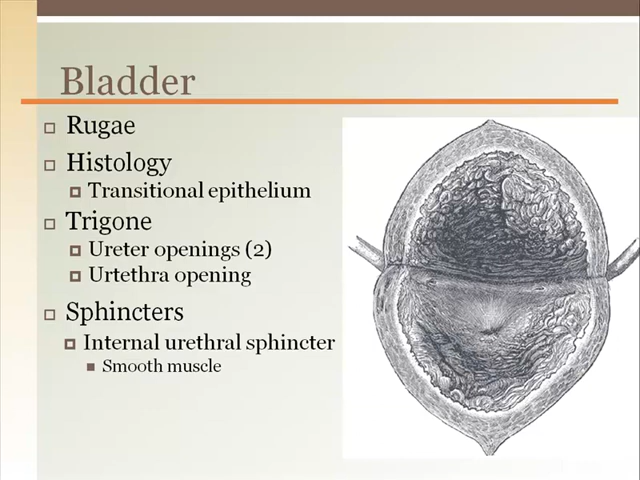 Bladder
Rugae
Histology
Transitional epithelium
Trigone
Ureter openings (2)
Urtethra opening
Sphincters
Internal urethral sphincter
Smooth muscle